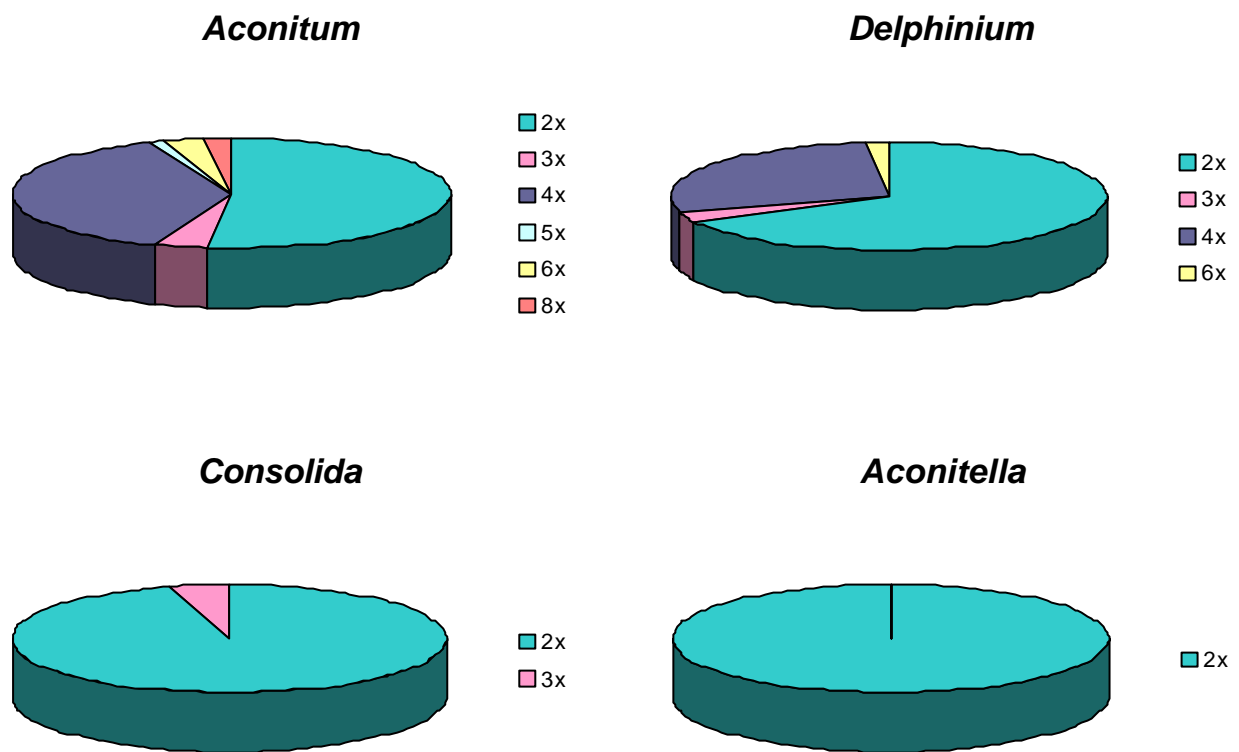 Aconitum
2x
3x
4x
5x
6x
8x
Delphinium
2x
3x
4x
6x
Consolida
2x
3x
Aconitella
2x